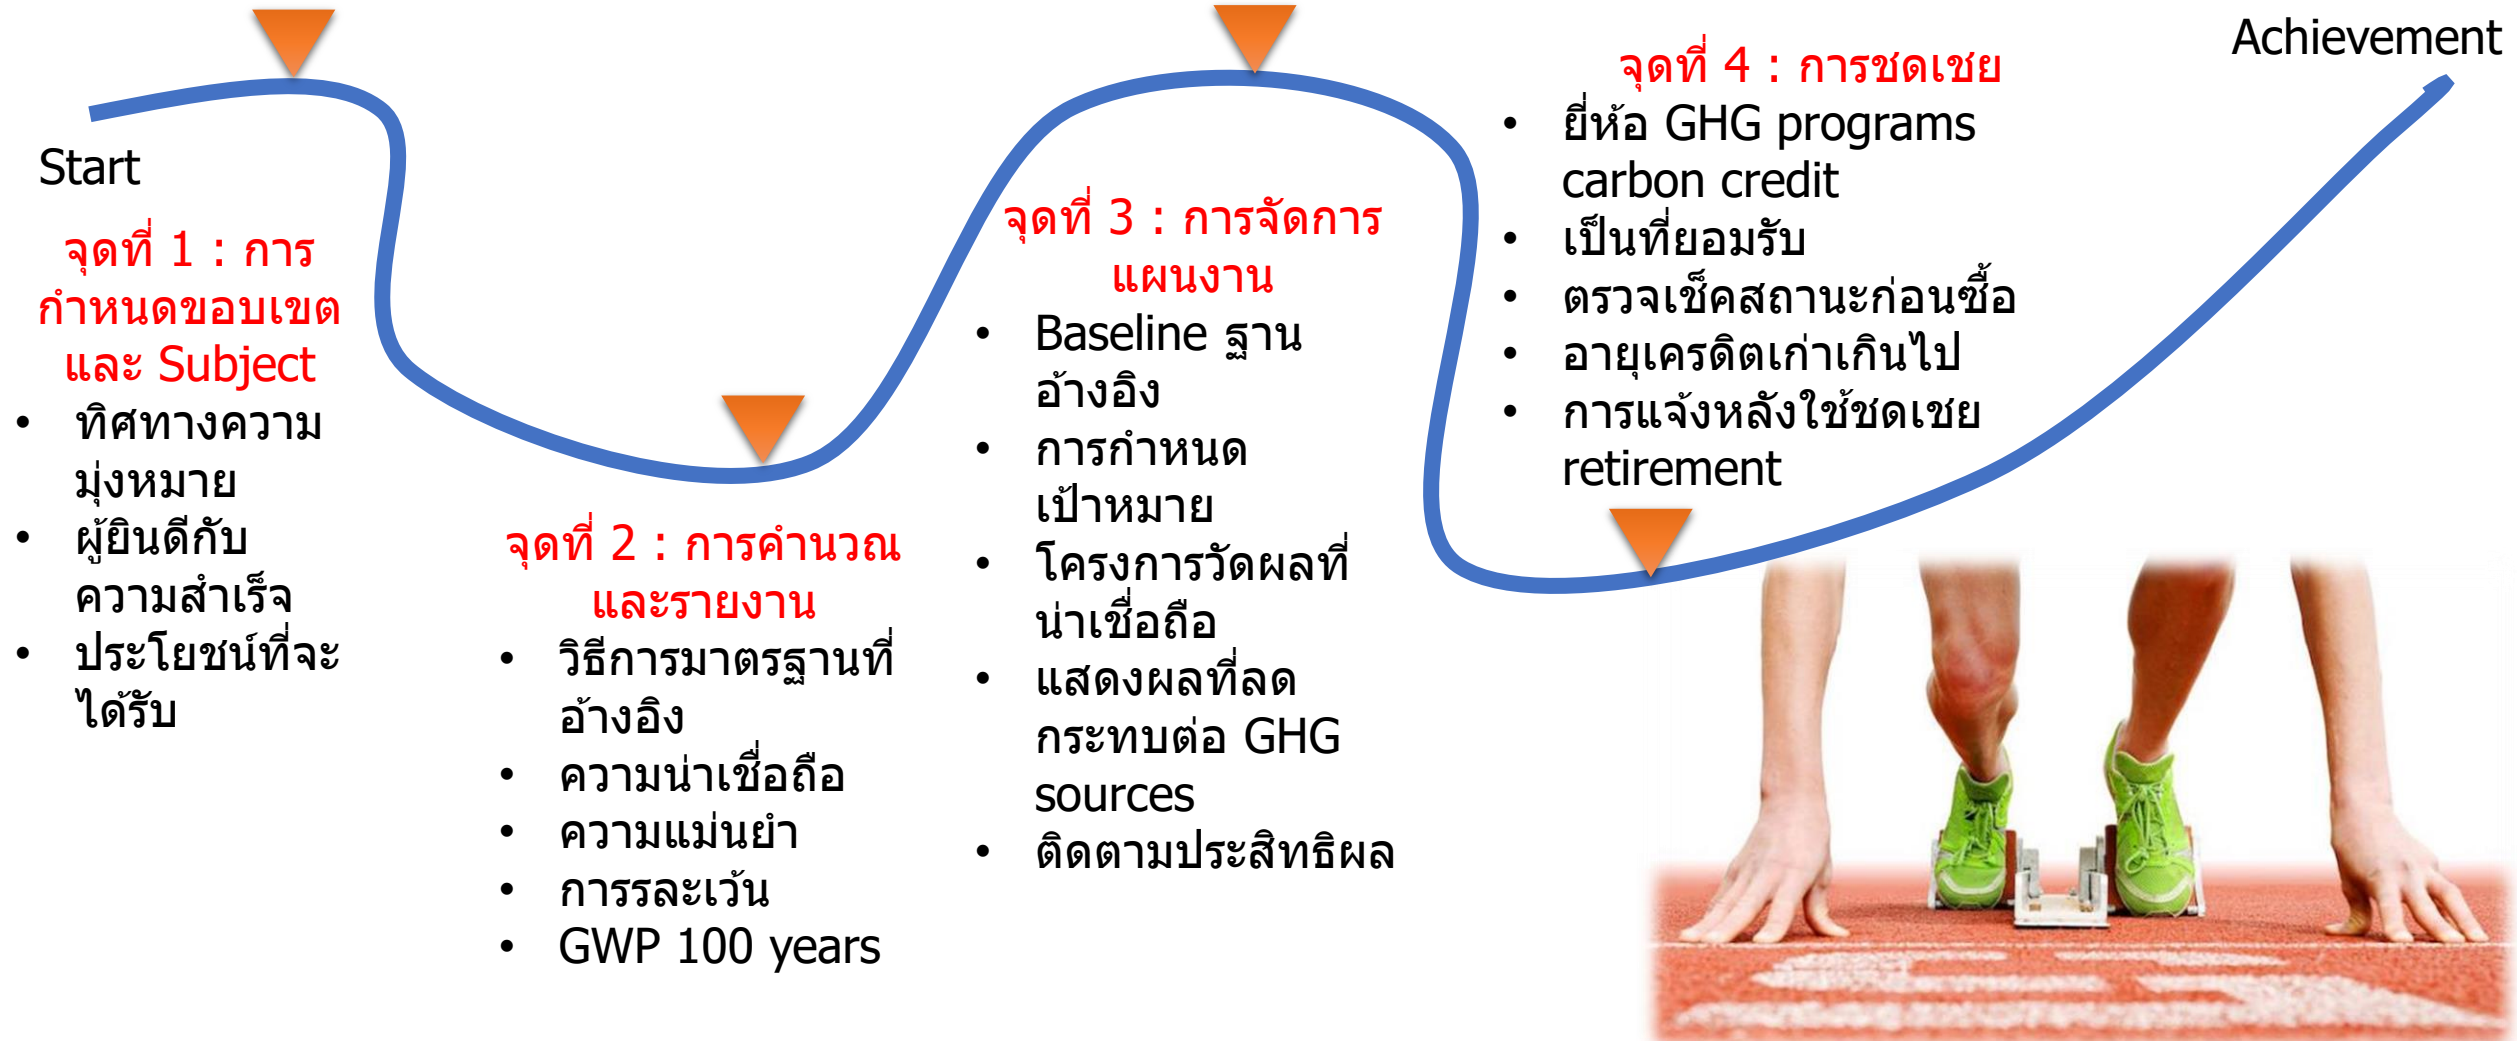 Start
จุดที่ 1 : การ
กำหนดขอบเขต
และ Subject
• ทิศทางความ
มุ่งหมาย
• ผู้ยินดีกับ
ความสำเร็จ
• ประโยชน์ที่จะ
ได้รับ
จุดที่ 2 : การคำนวณ
และรายงาน
• วิธีการมาตรฐานที่
อ้างอิง
• ความน่าเชื่อถือ
• ความแม่นยำ
• การรละเว้น
• GWP 100 years
จุดที่ 3 : การจัดการ
แผนงาน
• Baseline ฐาน
อ้างอิง
• การกำหนด
เป้าหมาย
• โครงการวัดผลที่
น่าเชื่อถือ
• แสดงผลที่ลด
กระทบต่อ GHG
sources
• ติดตามประสิทธิผล
จุดที่ 4 : การชดเชย
• ยี่ห้อ GHG programs
carbon credit
• เป็นที่ยอมรับ
• ตรวจเช็คสถานะก่อนซื้อ
• อายุเครดิตเก่าเกินไป
• การแจ้งหลังใช้ชดเชย
retirement
Achievement